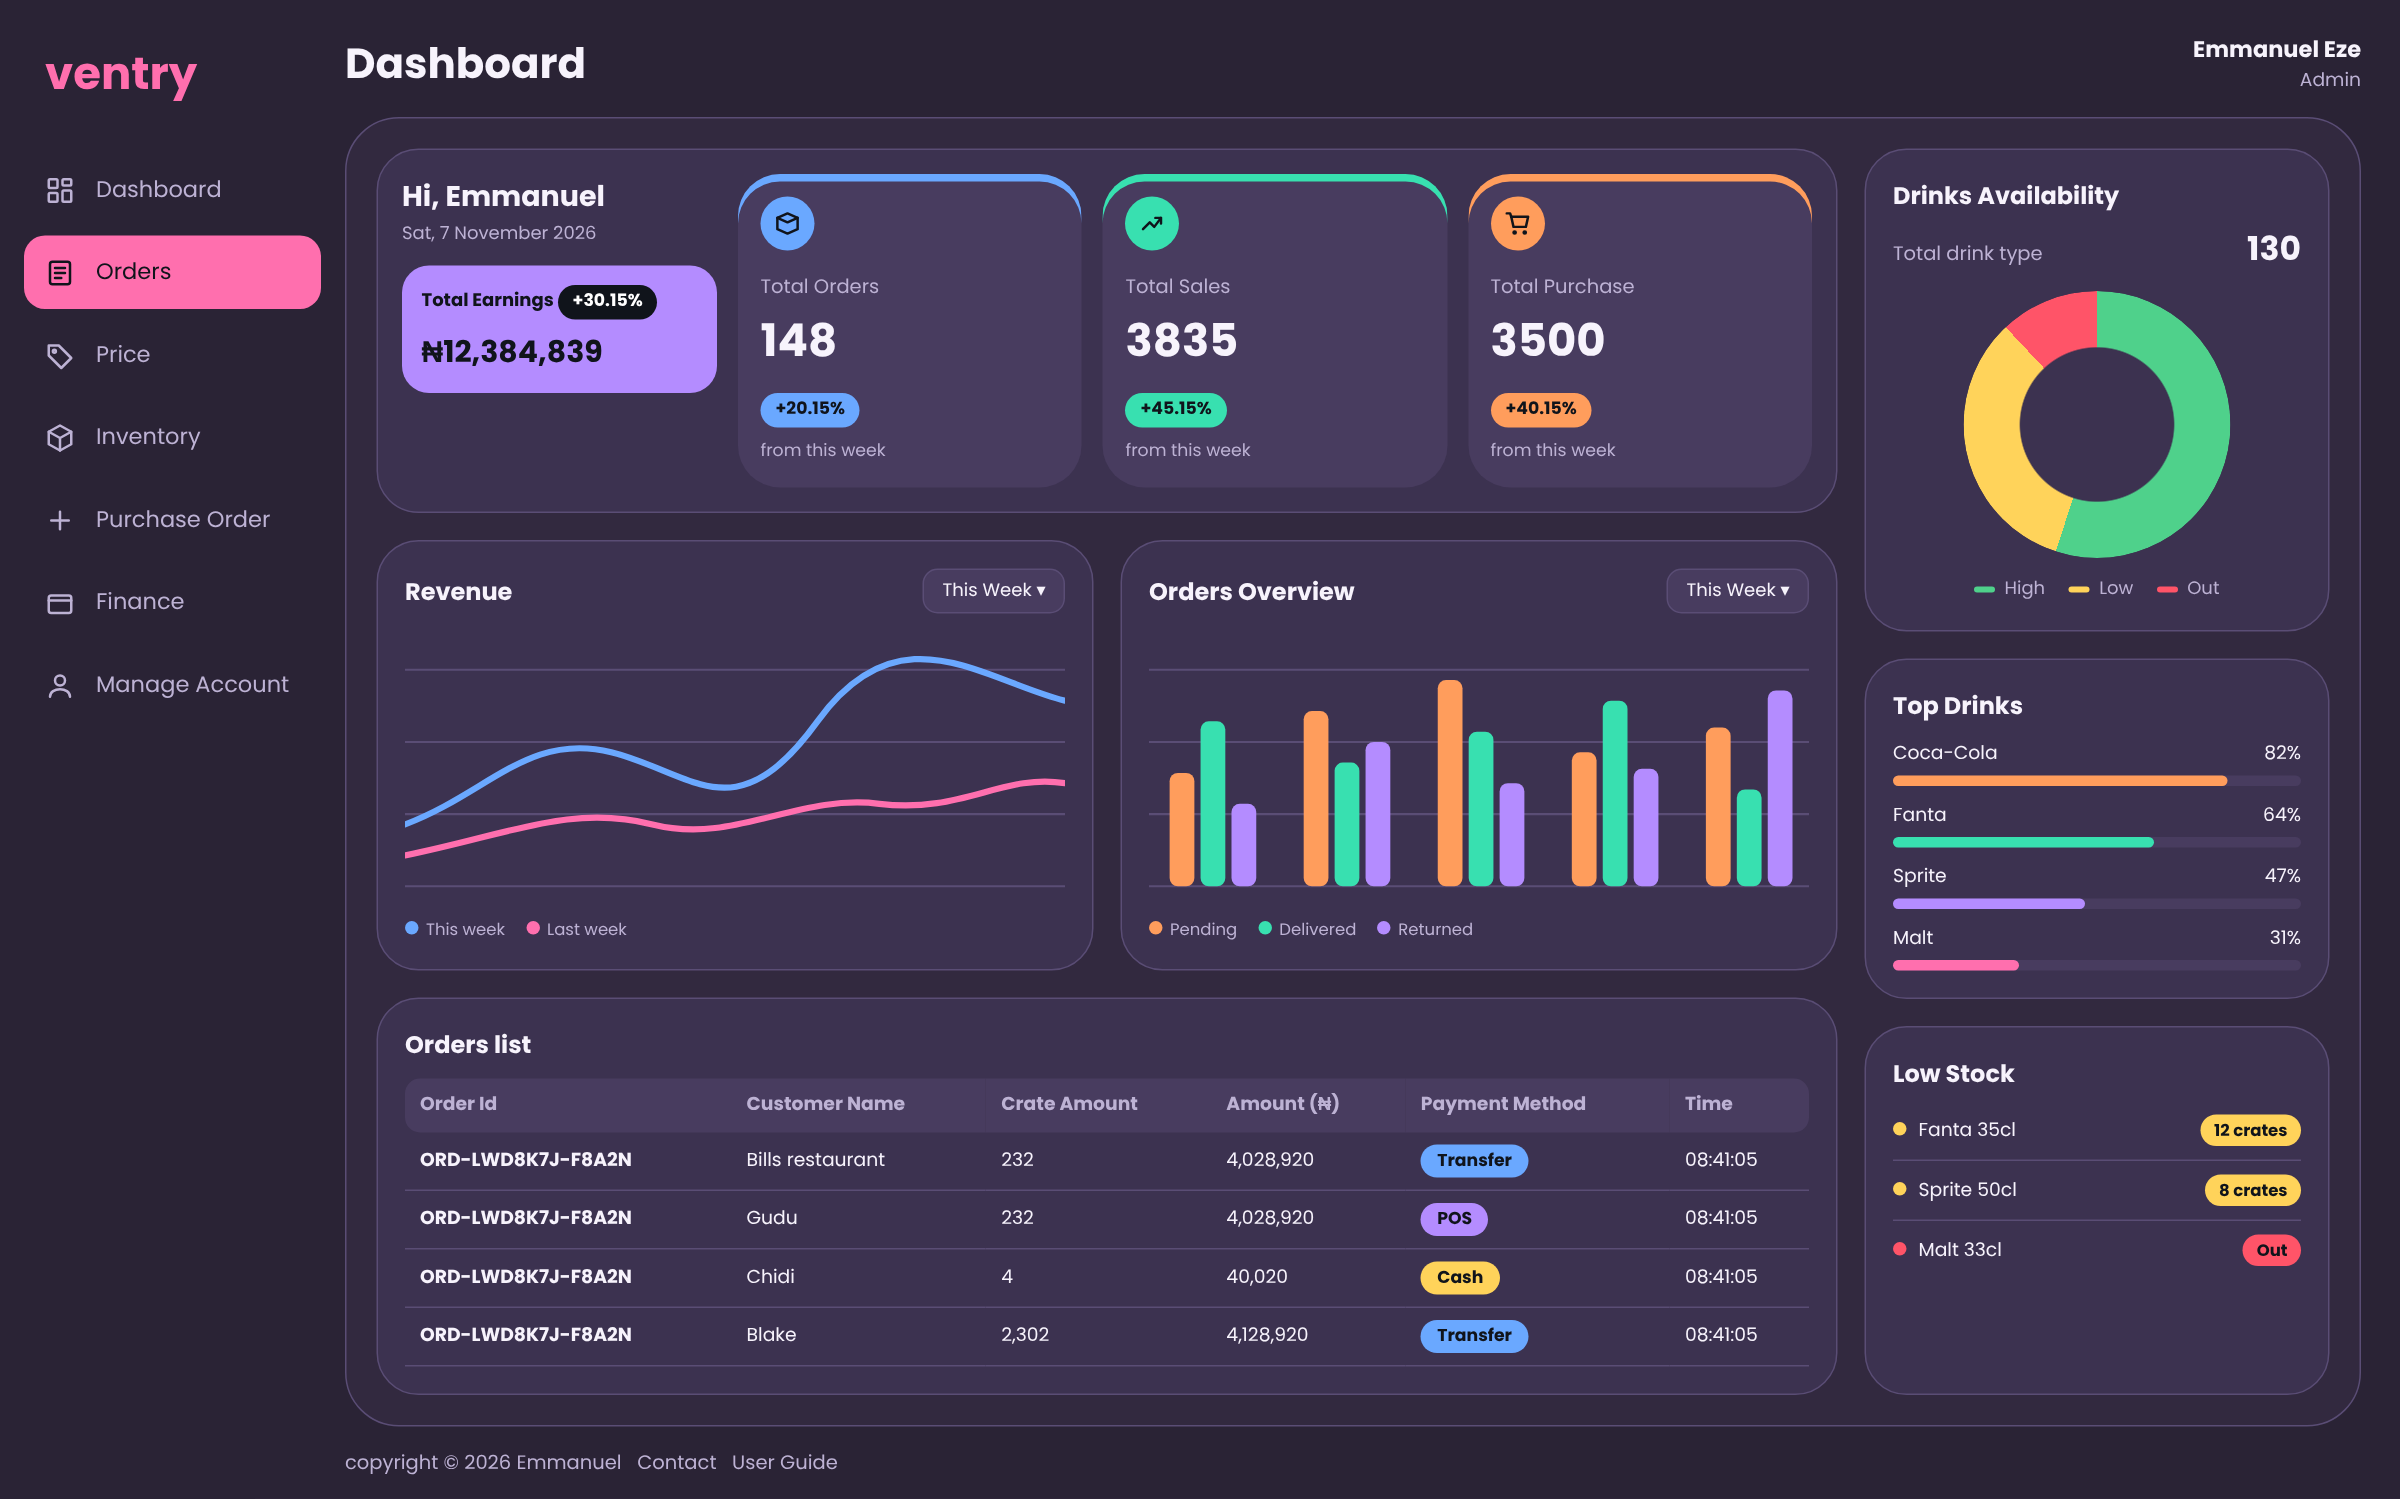 ventry
Dashboard
Orders
Price
Inventory
Purchase Order
Finance
Manage Account
Dashboard
Emmanuel Eze
Admin
Hi, Emmanuel
Sat, 7 November 2026
Total Earnings +30.15%
₦12,384,839
Total Orders
148
+20.15%
from this week
Total Sales
3835
+45.15%
from this week
Total Purchase
3500
+40.15%
from this week
Revenue
This Week ▾
This week Last week
Orders Overview
This Week ▾
Pending Delivered Returned
Orders list
Order Id Customer Name Crate Amount Amount (₦) Payment Method Time
ORD-LWD8K7J-F8A2N Bills restaurant 232 4,028,920 Transfer 08:41:05
ORD-LWD8K7J-F8A2N Gudu 232 4,028,920 POS 08:41:05
ORD-LWD8K7J-F8A2N Chidi 4 40,020 Cash 08:41:05
ORD-LWD8K7J-F8A2N Blake 2,302 4,128,920 Transfer 08:41:05
Drinks Availability
Total drink type 130
High Low Out
Top Drinks
Coca-Cola 82%
Fanta 64%
Sprite 47%
Malt 31%
Low Stock
Fanta 35cl 12 crates
Sprite 50cl 8 crates
Malt 33cl Out
copyright © 2026 Emmanuel Contact User Guide